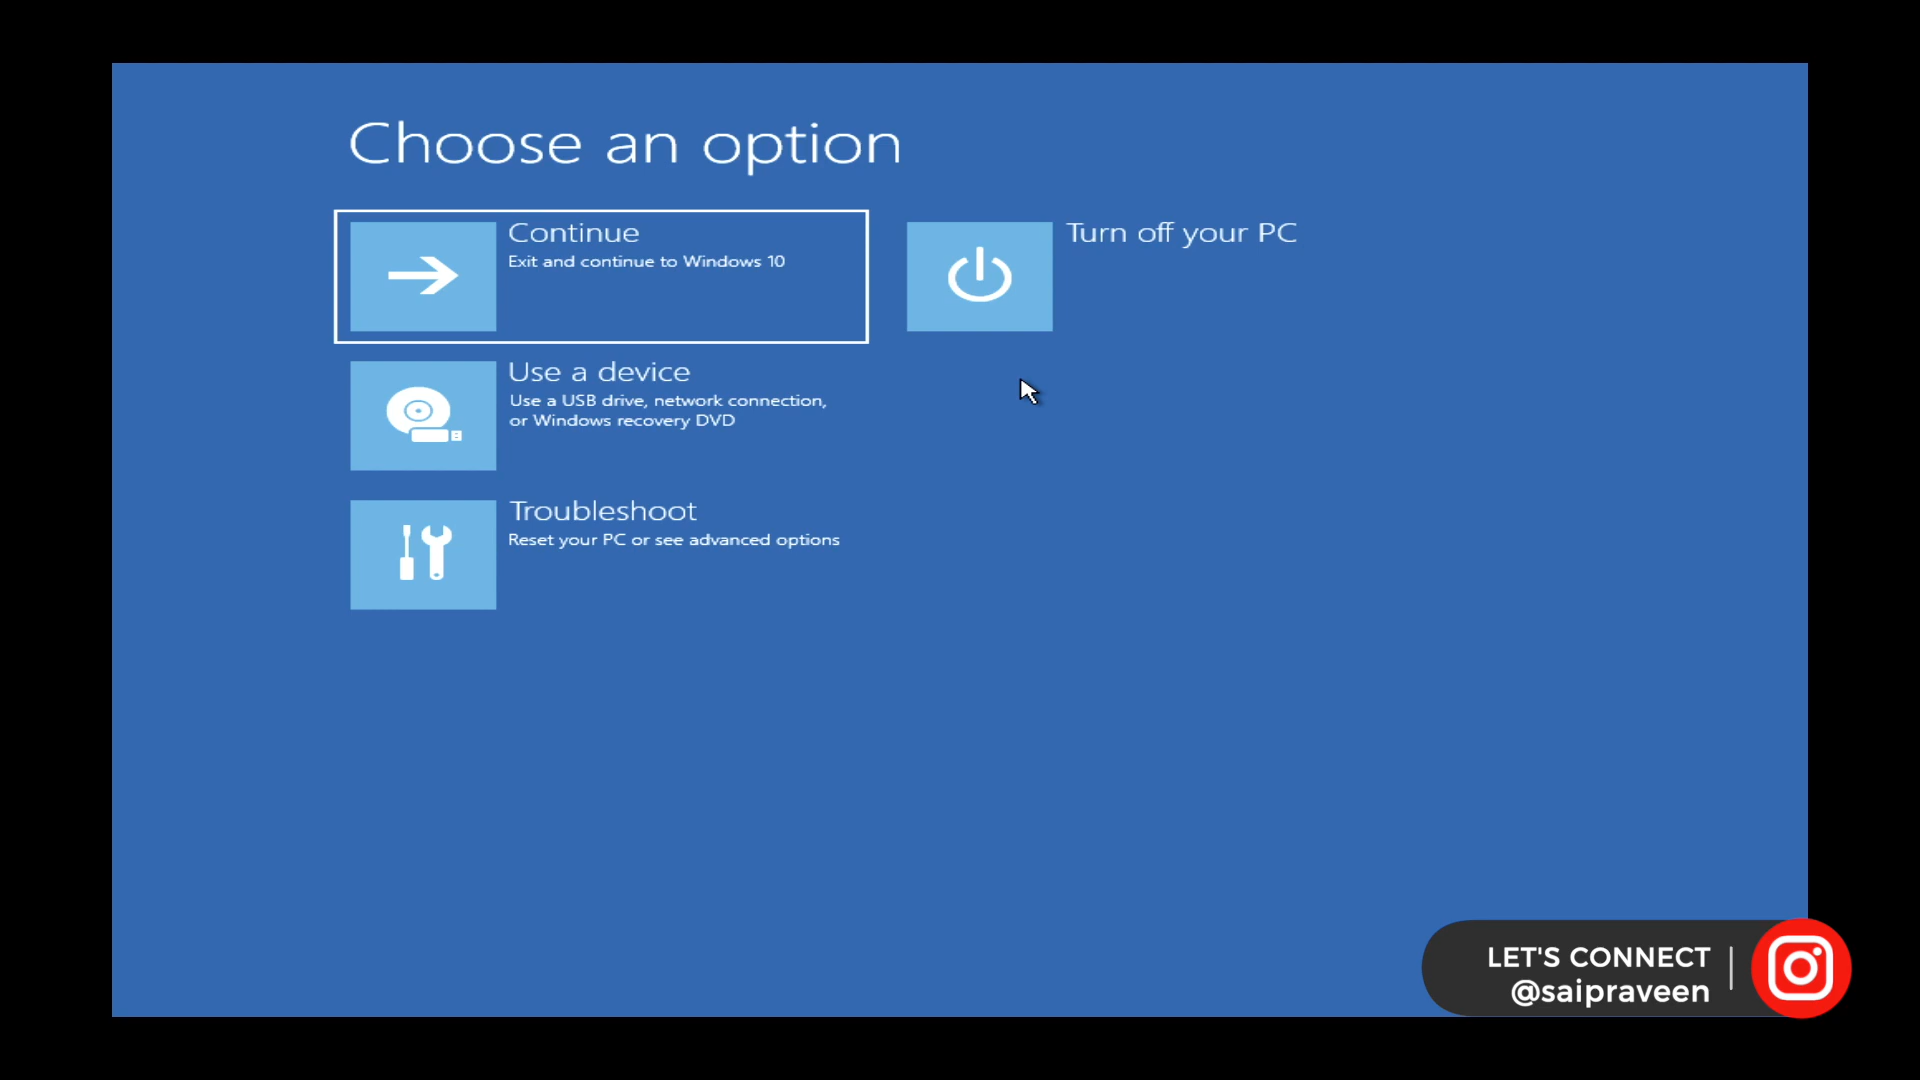 Choose an option
Continue
Exit and continue to Windows 10
Turn off your PC
Use a device
Use a USB drive, network connection,
or Windows recovery DVD
Troubleshoot
Reset your PC or see advanced options
LET'S CONNECT
@saipraveen